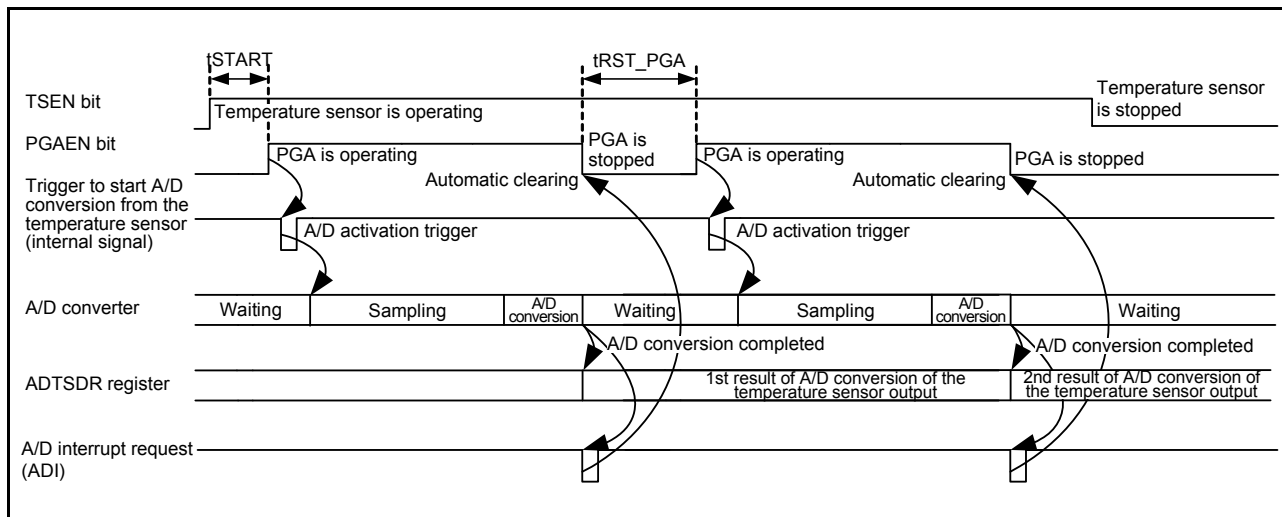 tSTART
tRST_PGA
TSEN bit
Temperature sensor is operating
Temperature sensor
is stopped
PGAEN bit
PGA is operating
PGA is
stopped
PGA is operating
PGA is stopped
Automatic clearing
Automatic clearing
Trigger to start A/D
conversion from the
temperature sensor
(internal signal)
A/D activation trigger
A/D activation trigger
A/D converter
Waiting
Sampling
A/D
conversion
Waiting
Sampling
A/D
conversion
Waiting
A/D conversion completed
A/D conversion completed
ADTSDR register
1st result of A/D conversion of the
temperature sensor output
2nd result of A/D conversion of
the temperature sensor output
A/D interrupt request
(ADI)